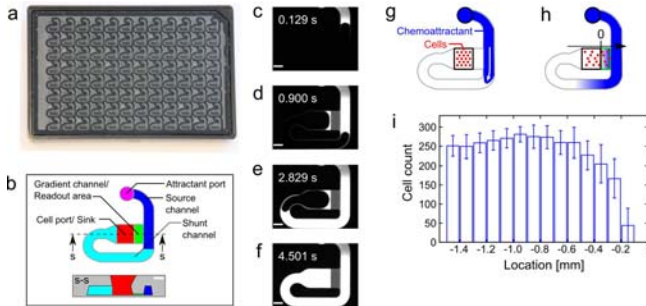 a
b
Gradient channel/
Readout area
Attractant port
Source
channel
Cell port/ Sink
Shunt
channel
S
S
S-S
c
0.129 s
d
0.900 s
e
2.829 s
f
4.501 s
g
Chemoattractant
Cells
h
0
i
Cell count
300
250
200
150
100
50
0
-1.4
-1.2
-1.0
-0.8
-0.6
-0.4
-0.2
Location [mm]